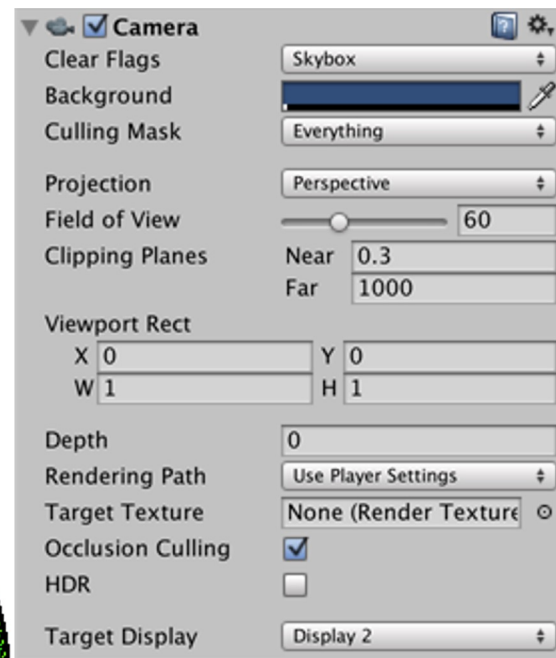 Camera
Clear Flags Skybox
Background
Culling Mask Everything
Projection Perspective
Field of View 60
Clipping Planes Near 0.3
Far 1000
Viewport Rect
X 0 Y 0
W 1 H 1
Depth 0
Rendering Path Use Player Settings
Target Texture None (Render Texture
Occlusion Culling
HDR
Target Display Display 2